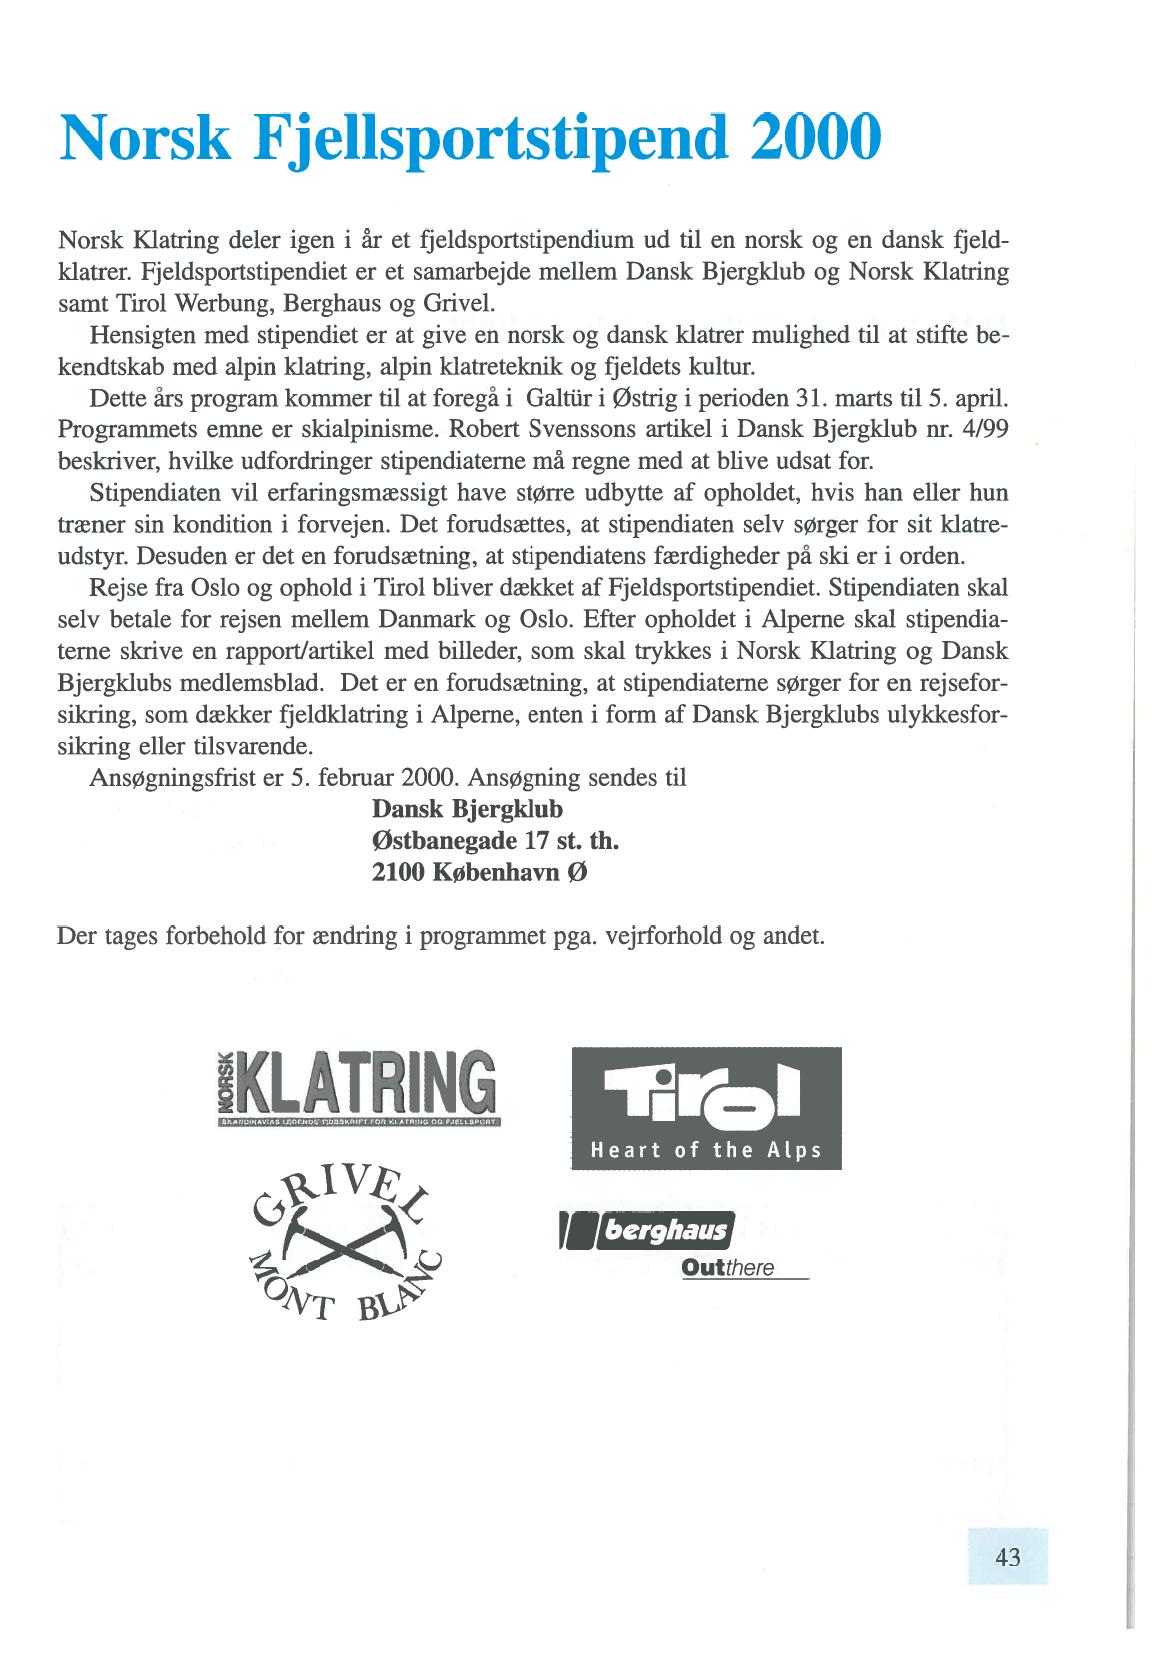 Norsk Fjellsportstipend 2000
Norsk Klatring deler igen i år et fjeldsportstipendium ud til en norsk og en dansk fjeld-
klatrer. Fjeldsportstipendiet er et samarbejde mellem Dansk Bjergklub og Norsk Klatring
samt Tirol Werbung, Berghaus og Grivel.
Hensigten med stipendiet er at give en norsk og dansk klatrer mulighed til at stifte be-
kendtskab med alpin klatring, alpin klatreteknik og fjeldets kultur.
Dette års program kommer til at foregå i Galtür i Østrig i perioden 31. marts til 5. april.
Programmets emne er skialpinisme. Robert Svenssons artikel i Dansk Bjergklub nr. 4/99
beskriver, hvilke udfordringer stipendiaterne må regne med at blive udsat for.
Stipendiaten vil erfaringsmæssigt have større udbytte af opholdet, hvis han eller hun
træner sin kondition i forvejen. Det forudsættes, at stipendiaten selv sørger for sit klatre-
udstyr. Desuden er det en forudsætning, at stipendiatens færdigheder på ski er i orden.
Rejse fra Oslo og ophold i Tirol bliver dækket af Fjeldsportstipendiet. Stipendiaten skal
selv betale for rejsen mellem Danmark og Oslo. Efter opholdet i Alperne skal stipendia-
terne skrive en rapport/artikel med billeder, som skal trykkes i Norsk Klatring og Dansk
Bjergklubs medlemsblad. Det er en forudsætning, at stipendiaterne sørger for en rejsefor-
sikring, som dækker fjeldklatring i Alperne, enten i form af Dansk Bjergklubs ulykkesfor-
sikring eller tilsvarende.
Ansøgningsfrist er 5. februar 2000. Ansøgning sendes til
Dansk Bjergklub
Østbanegade 17 st. th.
2100 København Ø
Der tages forbehold for ændring i programmet pga. vejrforhold og andet.
NORSK KLATRING
SKANDINAVIAS LEDENDE TIDSSKRIFT FOR KLATRING OG FJELLSPORT
Tirol
Heart of the Alps
GRIVEL
MONT BLANC
berghaus
Outthere
43